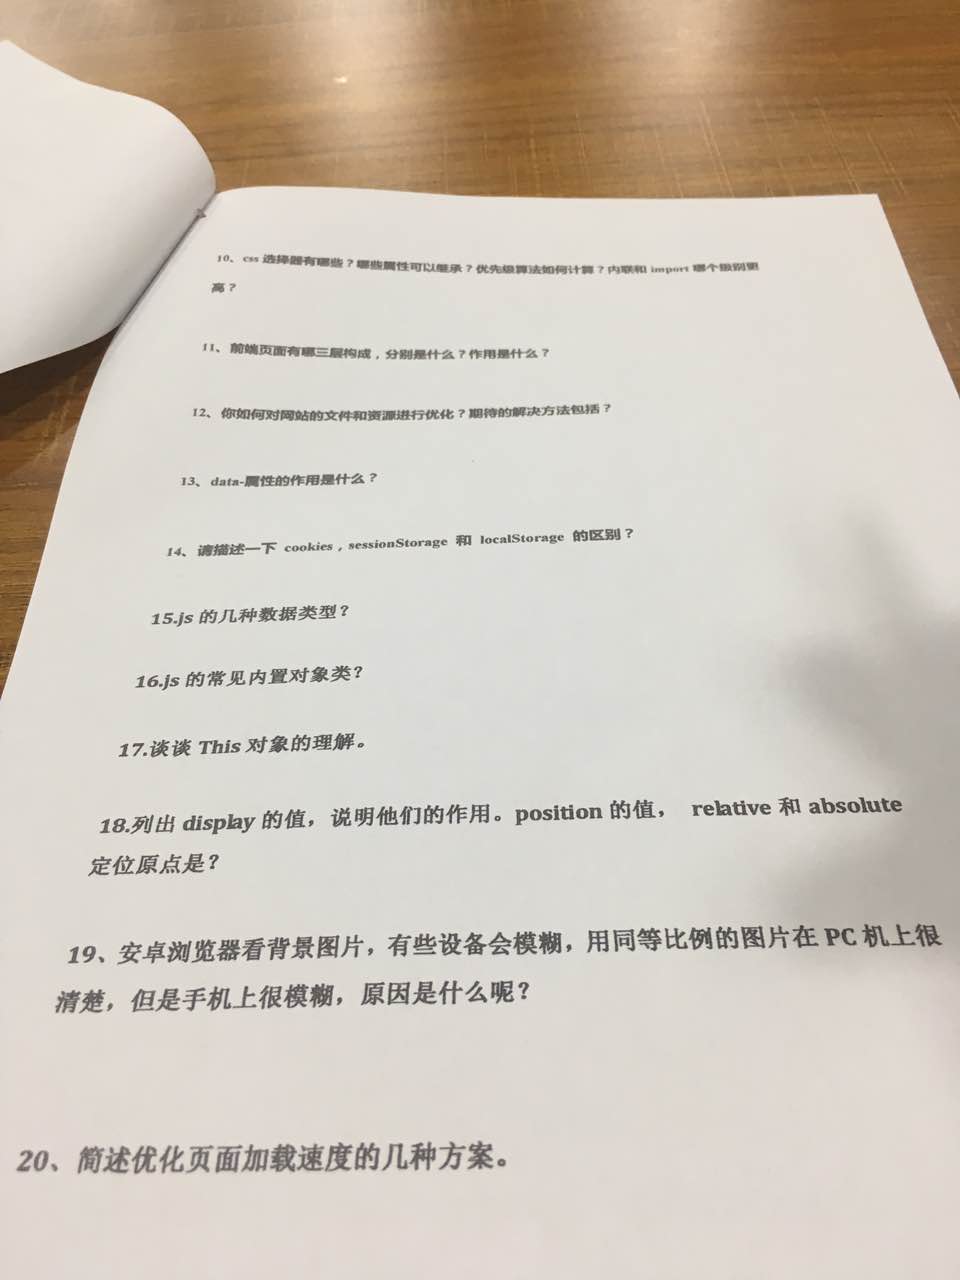 10、css 选择器有哪些？哪些属性可以继承？优先级算法如何计算？内联和 import 哪个级别更
高？
11、前端页面有哪三层构成，分别是什么？作用是什么？
12、你如何对网站的文件和资源进行优化？期待的解决方法包括？
13、data-属性的作用是什么？
14、请描述一下 cookies，sessionStorage 和 localStorage 的区别？
15.js 的几种数据类型？
16.js 的常见内置对象类？
17.谈谈 This 对象的理解。
18.列出 display 的值，说明他们的作用。position 的值， relative 和 absolute
定位原点是？
19、安卓浏览器看背景图片，有些设备会模糊，用同等比例的图片在 PC 机上很
清楚，但是手机上很模糊，原因是什么呢？
20、简述优化页面加载速度的几种方案。